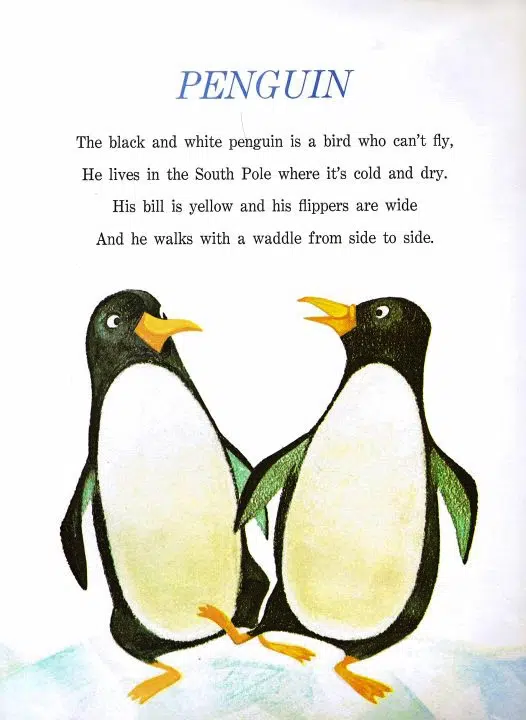 PENGUIN
The black and white penguin is a bird who can't fly,
He lives in the South Pole where it's cold and dry.
His bill is yellow and his flippers are wide
And he walks with a waddle from side to side.